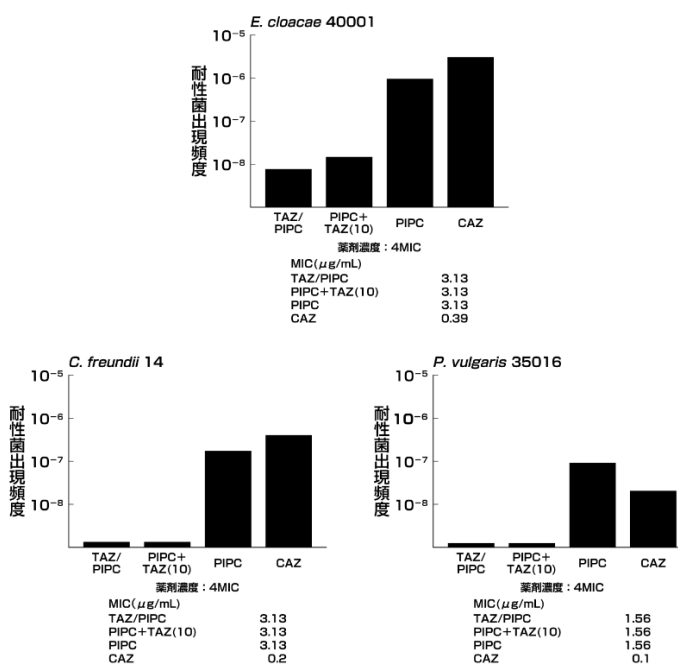 E. cloacae 40001
耐性菌出現頻度
10⁻⁵
10⁻⁶
10⁻⁷
10⁻⁸
TAZ/
PIPC
PIPC＋
TAZ(10)
PIPC
CAZ
薬剤濃度：4MIC
MIC(μg/mL)
TAZ/PIPC 3.13
PIPC+TAZ(10) 3.13
PIPC 3.13
CAZ 0.39
C. freundii 14
耐性菌出現頻度
10⁻⁵
10⁻⁶
10⁻⁷
10⁻⁸
TAZ/
PIPC
PIPC＋
TAZ(10)
PIPC
CAZ
薬剤濃度：4MIC
MIC(μg/mL)
TAZ/PIPC 3.13
PIPC+TAZ(10) 3.13
PIPC 3.13
CAZ 0.2
P. vulgaris 35016
耐性菌出現頻度
10⁻⁵
10⁻⁶
10⁻⁷
10⁻⁸
TAZ/
PIPC
PIPC＋
TAZ(10)
PIPC
CAZ
薬剤濃度：4MIC
MIC(μg/mL)
TAZ/PIPC 1.56
PIPC+TAZ(10) 1.56
PIPC 1.56
CAZ 0.1